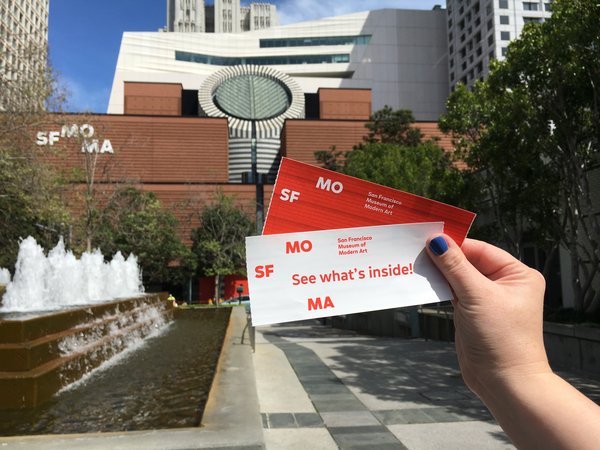 SF MO
MA
SF
MO
San Francisco
Museum of
Modern Art
MO
San Francisco
Museum of
Modern Art
SF
See what's inside!
MA